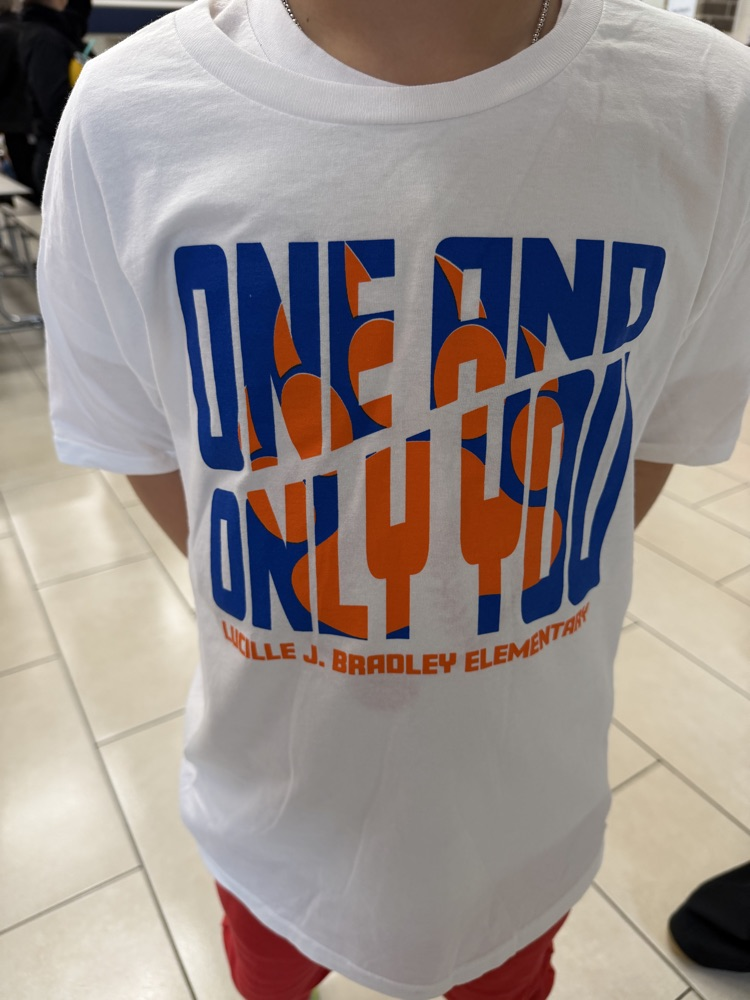 ONE AND
ONLY YOU
LUCILLE J. BRADLEY ELEMENTARY